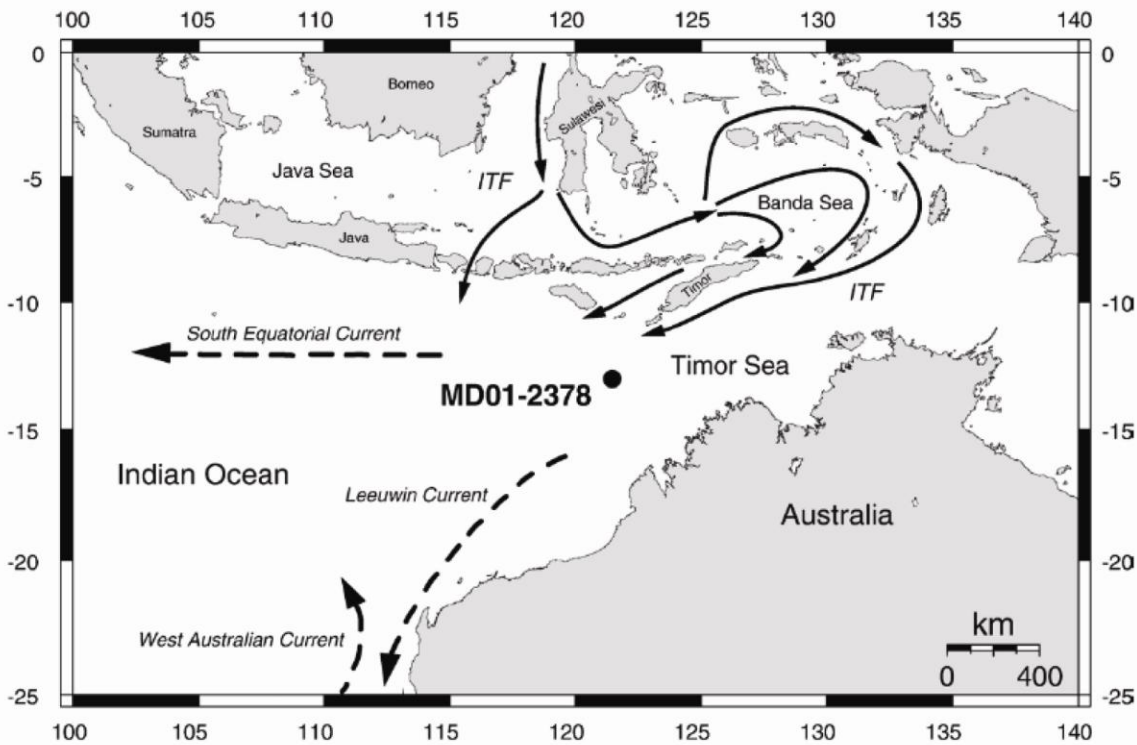 100 105 110 115 120 125 130 135 140
0 0
Borneo
Sumatra
Sulawesi
Java Sea
ITF
-5 -5
Banda Sea
Java
Timor
ITF
-10 -10
South Equatorial Current
Timor Sea
MD01-2378
-15 -15
Indian Ocean
Leeuwin Current
Australia
-20 -20
km
West Australian Current
0 400
-25 -25
100 105 110 115 120 125 130 135 140